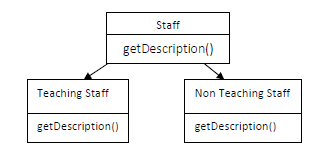 Staff
getDescription()
Teaching Staff
getDescription()
Non Teaching Staff
getDescription()